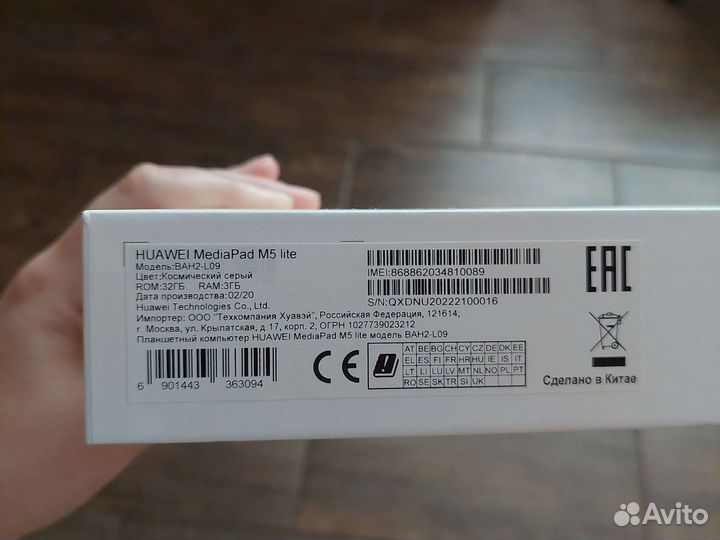 HUAWEI MediaPad M5 lite
Модель:BAH2-L09
Цвет:Космический серый
ROM:32ГБ RAM:3ГБ
Дата производства:02/20
Huawei Technologies Co., Ltd.
Импортер: ООО "Техкомпания Хуавэй", Российская Федерация, 121614,
г. Москва, ул. Крылатская, д 17, корп. 2, ОГРН 1027739023212
Планшетный компьютер HUAWEI MediaPad M5 lite модель BAH2-L09
IMEI:868862034810089
S/N:QXDNU20222100016
EAC
6 901443 363094
CE
AT BE BG CH CY CZ DE DK EE
EL ES FI FR HR HU IE IS IT
LT LI LU LV MT NL NO PL PT
RO SE SK TR SI UK
Сделано в Китае
Avito